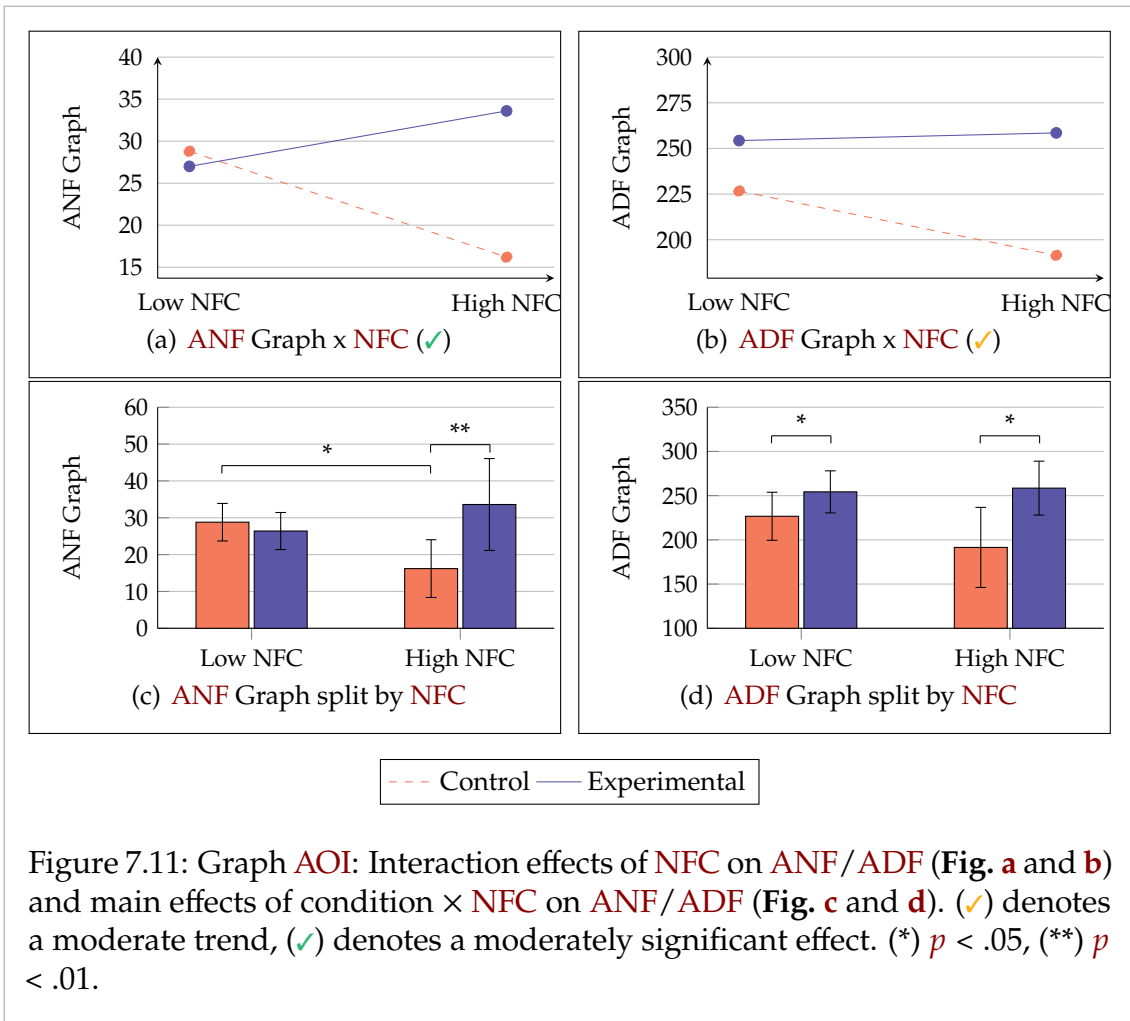 40
35
30
25
20
15
ANF Graph
Low NFC
High NFC
(a) ANF Graph x NFC (✓)
300
275
250
225
200
ADF Graph
Low NFC
High NFC
(b) ADF Graph x NFC (✓)
60
50
40
30
20
10
0
ANF Graph
*
**
Low NFC
High NFC
(c) ANF Graph split by NFC
350
300
250
200
150
100
ADF Graph
*
*
Low NFC
High NFC
(d) ADF Graph split by NFC
Control Experimental
Figure 7.11: Graph AOI: Interaction effects of NFC on ANF/ADF (Fig. a and b)
and main effects of condition × NFC on ANF/ADF (Fig. c and d). (✓) denotes
a moderate trend, (✓) denotes a moderately significant effect. (*) p < .05, (**) p
< .01.